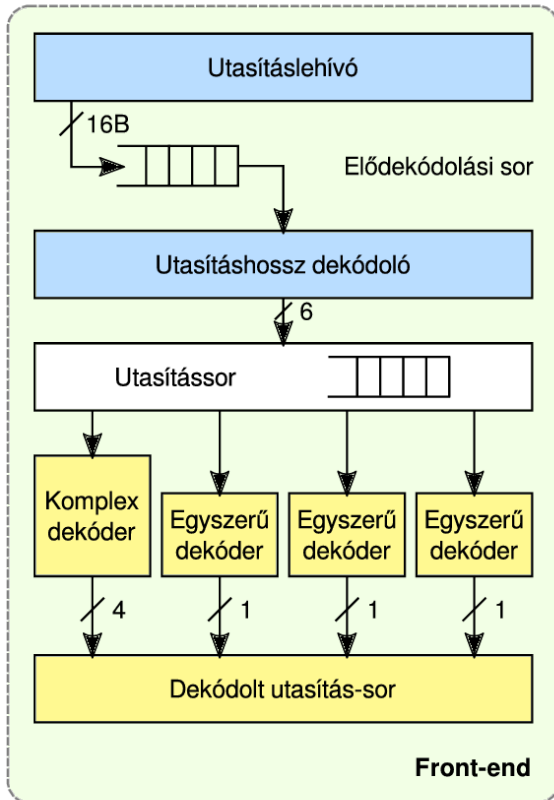 Utasításlehívó
16B
Elődekódolási sor
Utasításhossz dekódoló
6
Utasítássor
Komplex
dekóder
Egyszerű
dekóder
Egyszerű
dekóder
Egyszerű
dekóder
4
1
1
1
Dekódolt utasítás-sor
Front-end